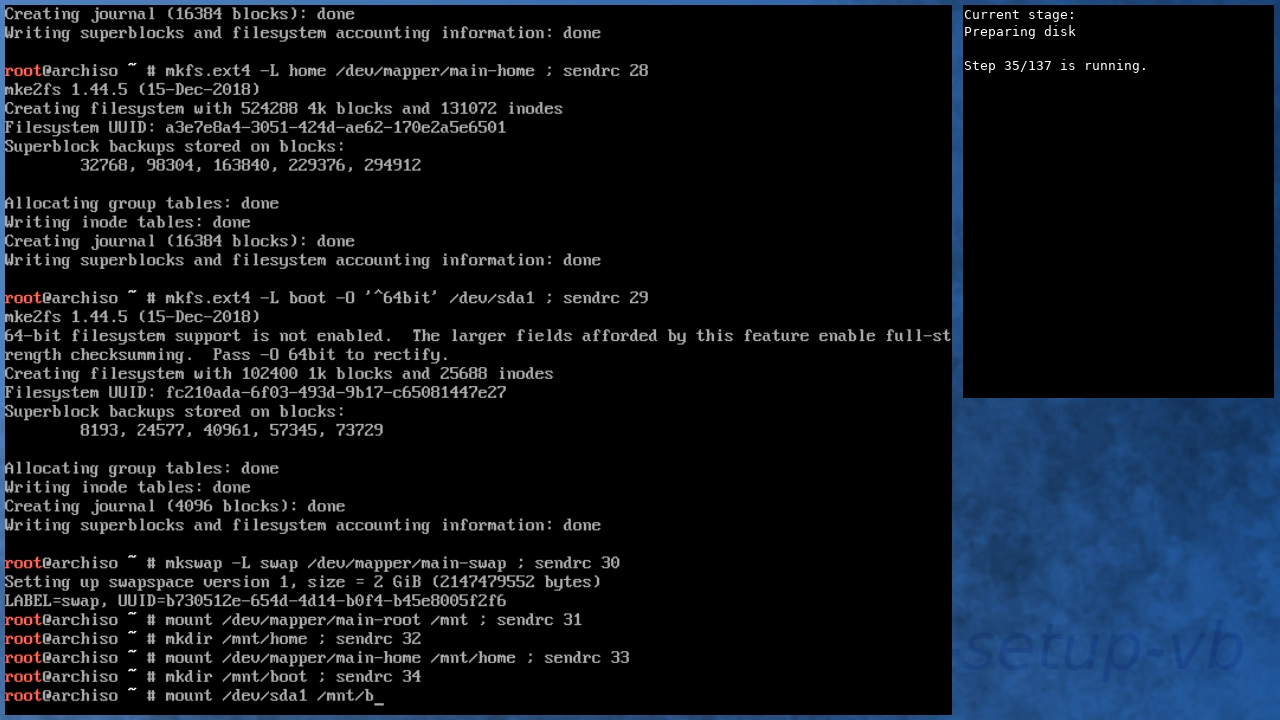 Creating journal (16384 blocks): done
Writing superblocks and filesystem accounting information: done
root@archiso ~ # mkfs.ext4 -L home /dev/mapper/main-home ; sendrc 28
mke2fs 1.44.5 (15-Dec-2018)
Creating filesystem with 524288 4k blocks and 131072 inodes
Filesystem UUID: a3e7e8a4-3051-424d-ae62-170e2a5e6501
Superblock backups stored on blocks:
        32768, 98304, 163840, 229376, 294912
Allocating group tables: done
Writing inode tables: done
Creating journal (16384 blocks): done
Writing superblocks and filesystem accounting information: done
root@archiso ~ # mkfs.ext4 -L boot -O '^64bit' /dev/sda1 ; sendrc 29
mke2fs 1.44.5 (15-Dec-2018)
64-bit filesystem support is not enabled.  The larger fields afforded by this feature enable full-st
rength checksumming.  Pass -O 64bit to rectify.
Creating filesystem with 102400 1k blocks and 25688 inodes
Filesystem UUID: fc210ada-6f03-493d-9b17-c65081447e27
Superblock backups stored on blocks:
        8193, 24577, 40961, 57345, 73729
Allocating group tables: done
Writing inode tables: done
Creating journal (4096 blocks): done
Writing superblocks and filesystem accounting information: done
root@archiso ~ # mkswap -L swap /dev/mapper/main-swap ; sendrc 30
Setting up swapspace version 1, size = 2 GiB (2147479552 bytes)
LABEL=swap, UUID=b730512e-654d-4d14-b0f4-b45e8005f2f6
root@archiso ~ # mount /dev/mapper/main-root /mnt ; sendrc 31
root@archiso ~ # mkdir /mnt/home ; sendrc 32
root@archiso ~ # mount /dev/mapper/main-home /mnt/home ; sendrc 33
root@archiso ~ # mkdir /mnt/boot ; sendrc 34
root@archiso ~ # mount /dev/sda1 /mnt/b_
Current stage:
Preparing disk
Step 35/137 is running.
-setup-vb